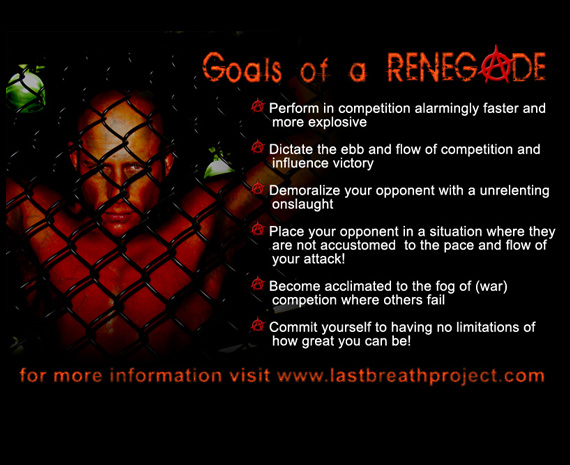 Goals of a RENEGADE
Perform in competition alarmingly faster and
more explosive
Dictate the ebb and flow of competition and
influence victory
Demoralize your opponent with a unrelenting
onslaught
Place your opponent in a situation where they
are not accustomed to the pace and flow of
your attack!
Become acclimated to the fog of (war)
competion where others fail
Commit yourself to having no limitations of
how great you can be!
for more information visit www.lastbreathproject.com